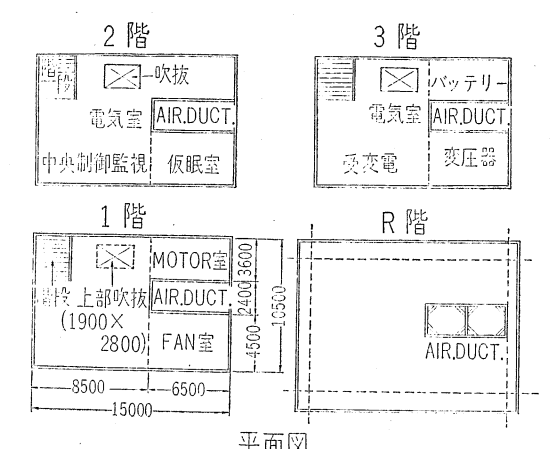 2階
階段
吹抜
電気室
AIR.DUCT.
中央制御監視
仮眠室
3階
バッテリー
電気室
AIR.DUCT.
受変電
変圧器
1階
MOTOR室
階段
上部吹抜
(1900×
2800)
AIR.DUCT.
FAN室
3600
2400
4500
10500
8500
6500
15000
R階
AIR.DUCT.
平面図